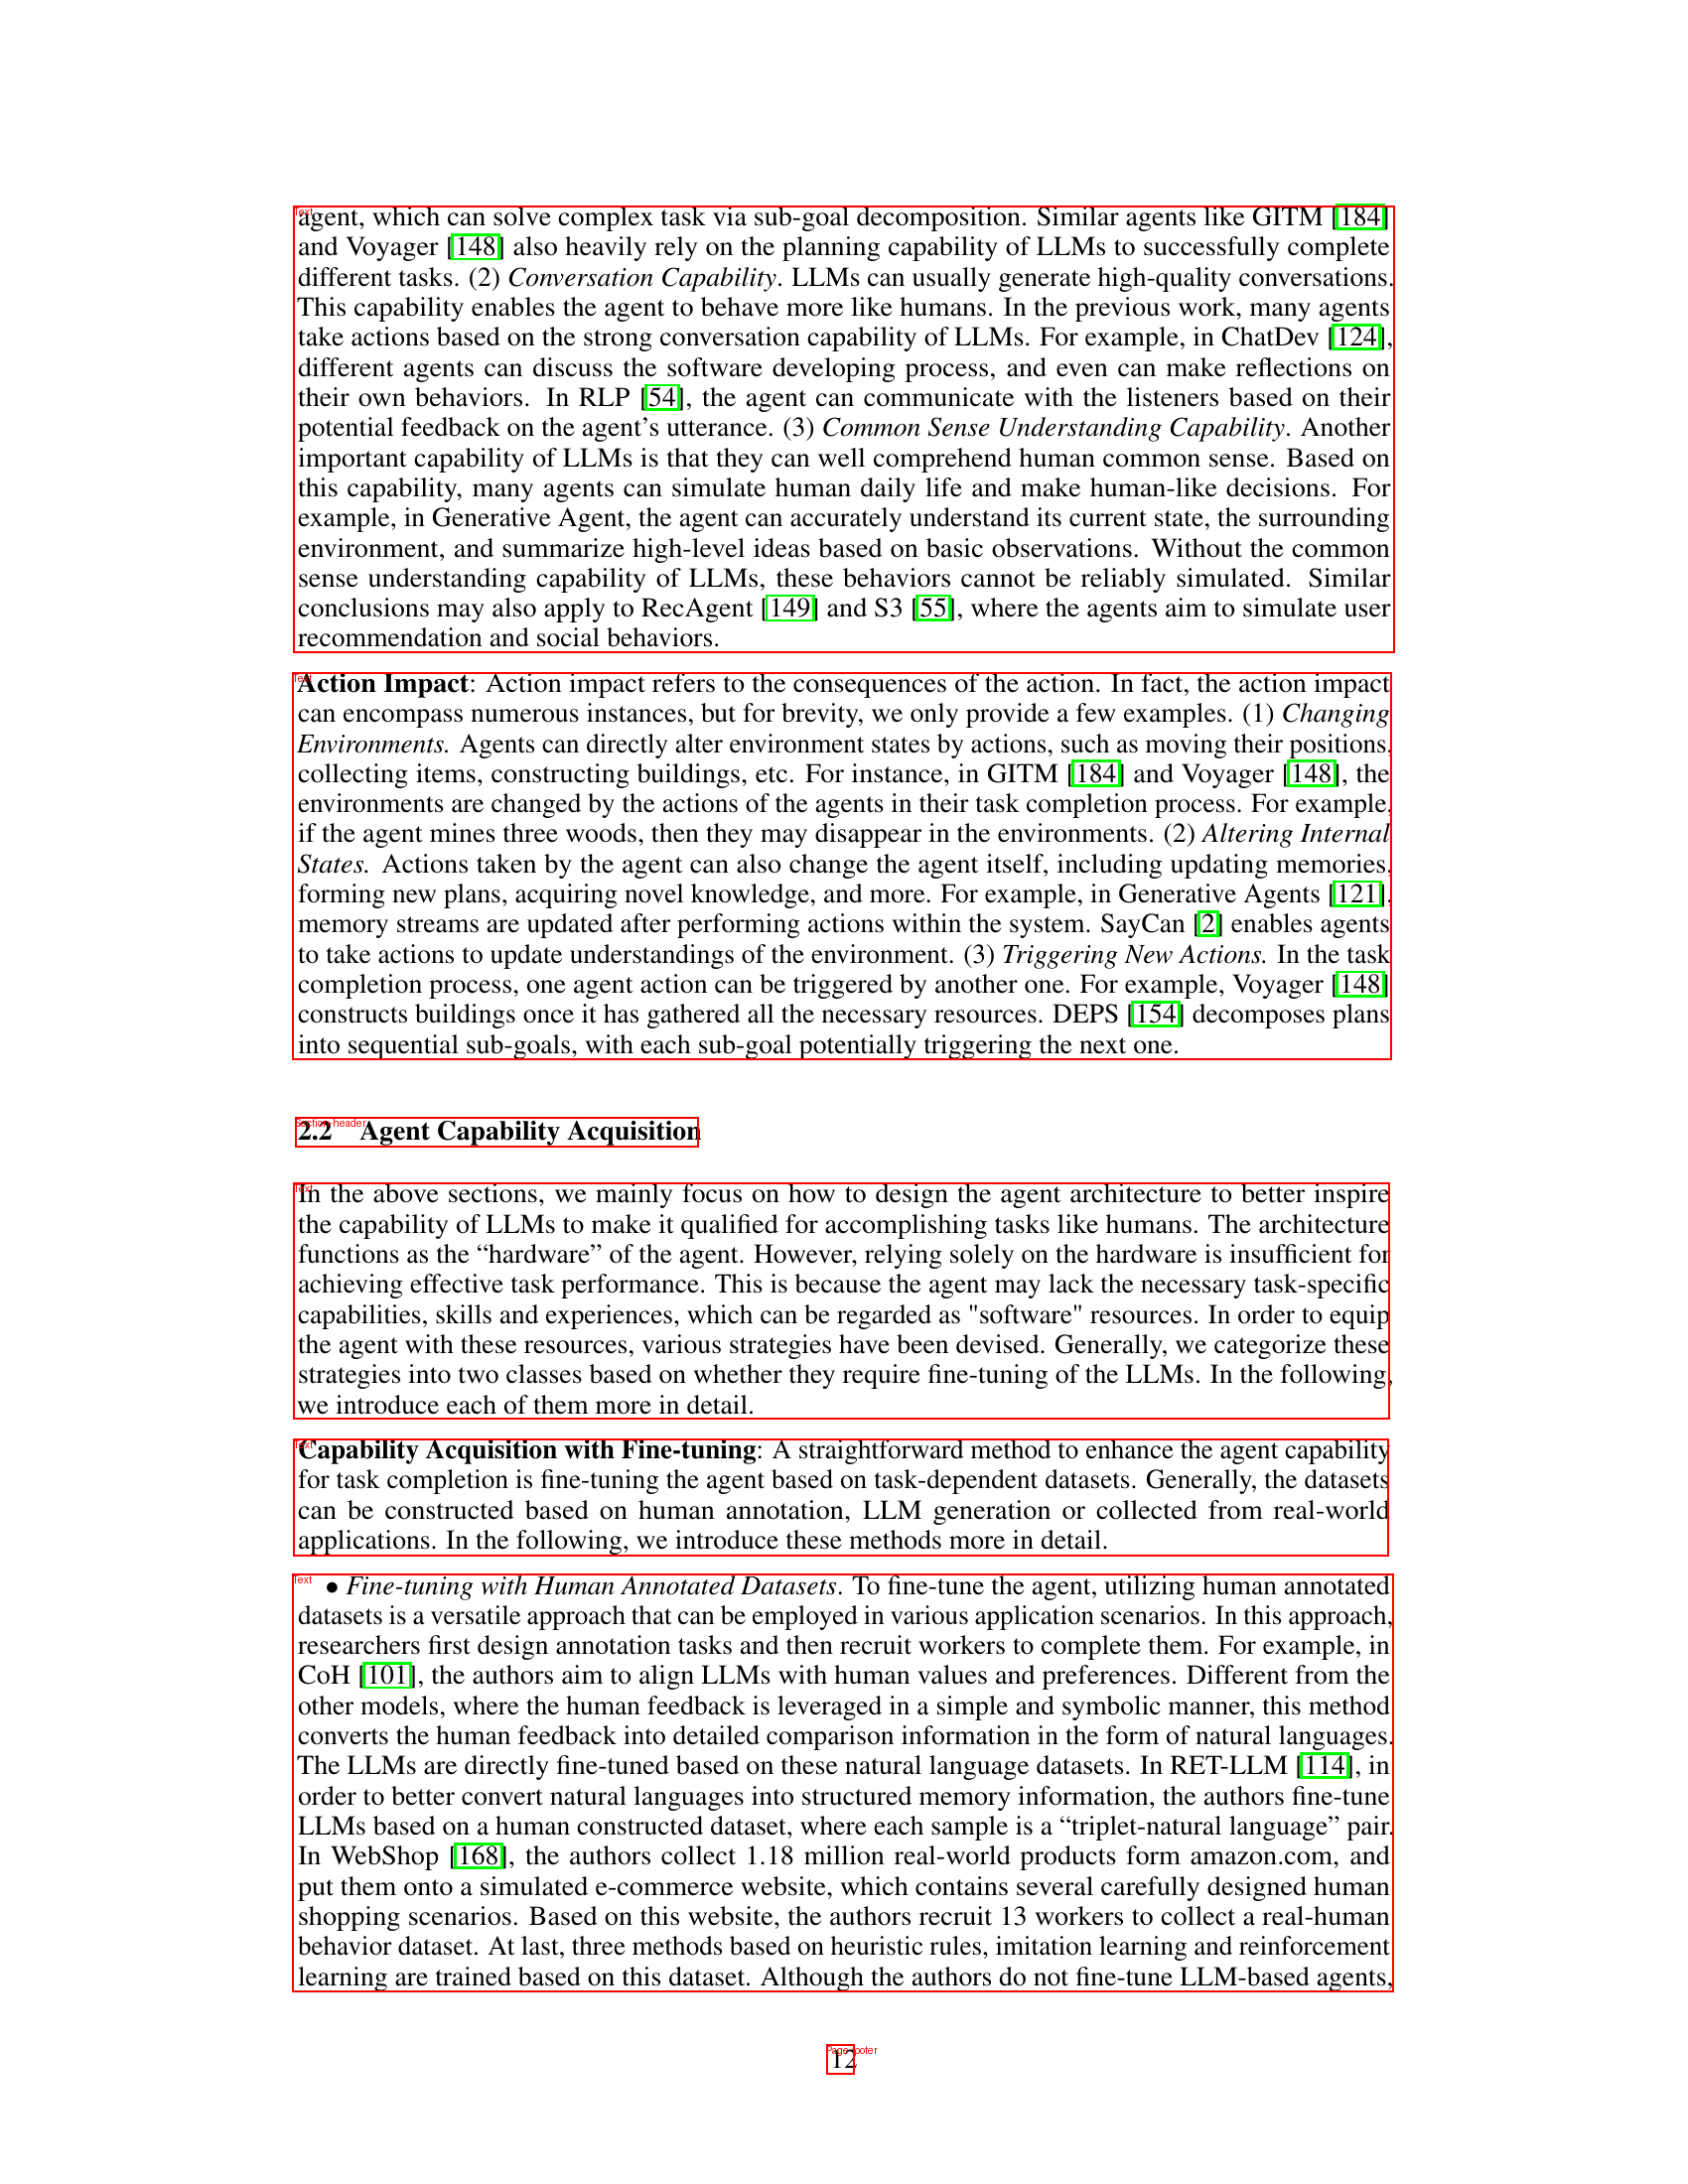 Text
agent, which can solve complex task via sub-goal decomposition. Similar agents like GITM [184]
and Voyager [148] also heavily rely on the planning capability of LLMs to successfully complete
different tasks. (2) Conversation Capability. LLMs can usually generate high-quality conversations.
This capability enables the agent to behave more like humans. In the previous work, many agents
take actions based on the strong conversation capability of LLMs. For example, in ChatDev [124],
different agents can discuss the software developing process, and even can make reflections on
their own behaviors. In RLP [54], the agent can communicate with the listeners based on their
potential feedback on the agent's utterance. (3) Common Sense Understanding Capability. Another
important capability of LLMs is that they can well comprehend human common sense. Based on
this capability, many agents can simulate human daily life and make human-like decisions. For
example, in Generative Agent, the agent can accurately understand its current state, the surrounding
environment, and summarize high-level ideas based on basic observations. Without the common
sense understanding capability of LLMs, these behaviors cannot be reliably simulated. Similar
conclusions may also apply to RecAgent [149] and S3 [55], where the agents aim to simulate user
recommendation and social behaviors.
Text
Action Impact: Action impact refers to the consequences of the action. In fact, the action impact
can encompass numerous instances, but for brevity, we only provide a few examples. (1) Changing
Environments. Agents can directly alter environment states by actions, such as moving their positions,
collecting items, constructing buildings, etc. For instance, in GITM [184] and Voyager [148], the
environments are changed by the actions of the agents in their task completion process. For example,
if the agent mines three woods, then they may disappear in the environments. (2) Altering Internal
States. Actions taken by the agent can also change the agent itself, including updating memories,
forming new plans, acquiring novel knowledge, and more. For example, in Generative Agents [121],
memory streams are updated after performing actions within the system. SayCan [2] enables agents
to take actions to update understandings of the environment. (3) Triggering New Actions. In the task
completion process, one agent action can be triggered by another one. For example, Voyager [148]
constructs buildings once it has gathered all the necessary resources. DEPS [154] decomposes plans
into sequential sub-goals, with each sub-goal potentially triggering the next one.
Section-header
2.2 Agent Capability Acquisition
Text
In the above sections, we mainly focus on how to design the agent architecture to better inspire
the capability of LLMs to make it qualified for accomplishing tasks like humans. The architecture
functions as the “hardware” of the agent. However, relying solely on the hardware is insufficient for
achieving effective task performance. This is because the agent may lack the necessary task-specific
capabilities, skills and experiences, which can be regarded as "software" resources. In order to equip
the agent with these resources, various strategies have been devised. Generally, we categorize these
strategies into two classes based on whether they require fine-tuning of the LLMs. In the following,
we introduce each of them more in detail.
Text
Capability Acquisition with Fine-tuning: A straightforward method to enhance the agent capability
for task completion is fine-tuning the agent based on task-dependent datasets. Generally, the datasets
can be constructed based on human annotation, LLM generation or collected from real-world
applications. In the following, we introduce these methods more in detail.
Text
• Fine-tuning with Human Annotated Datasets. To fine-tune the agent, utilizing human annotated
datasets is a versatile approach that can be employed in various application scenarios. In this approach,
researchers first design annotation tasks and then recruit workers to complete them. For example, in
CoH [101], the authors aim to align LLMs with human values and preferences. Different from the
other models, where the human feedback is leveraged in a simple and symbolic manner, this method
converts the human feedback into detailed comparison information in the form of natural languages.
The LLMs are directly fine-tuned based on these natural language datasets. In RET-LLM [114], in
order to better convert natural languages into structured memory information, the authors fine-tune
LLMs based on a human constructed dataset, where each sample is a “triplet-natural language” pair.
In WebShop [168], the authors collect 1.18 million real-world products form amazon.com, and
put them onto a simulated e-commerce website, which contains several carefully designed human
shopping scenarios. Based on this website, the authors recruit 13 workers to collect a real-human
behavior dataset. At last, three methods based on heuristic rules, imitation learning and reinforcement
learning are trained based on this dataset. Although the authors do not fine-tune LLM-based agents,
Page-footer
12